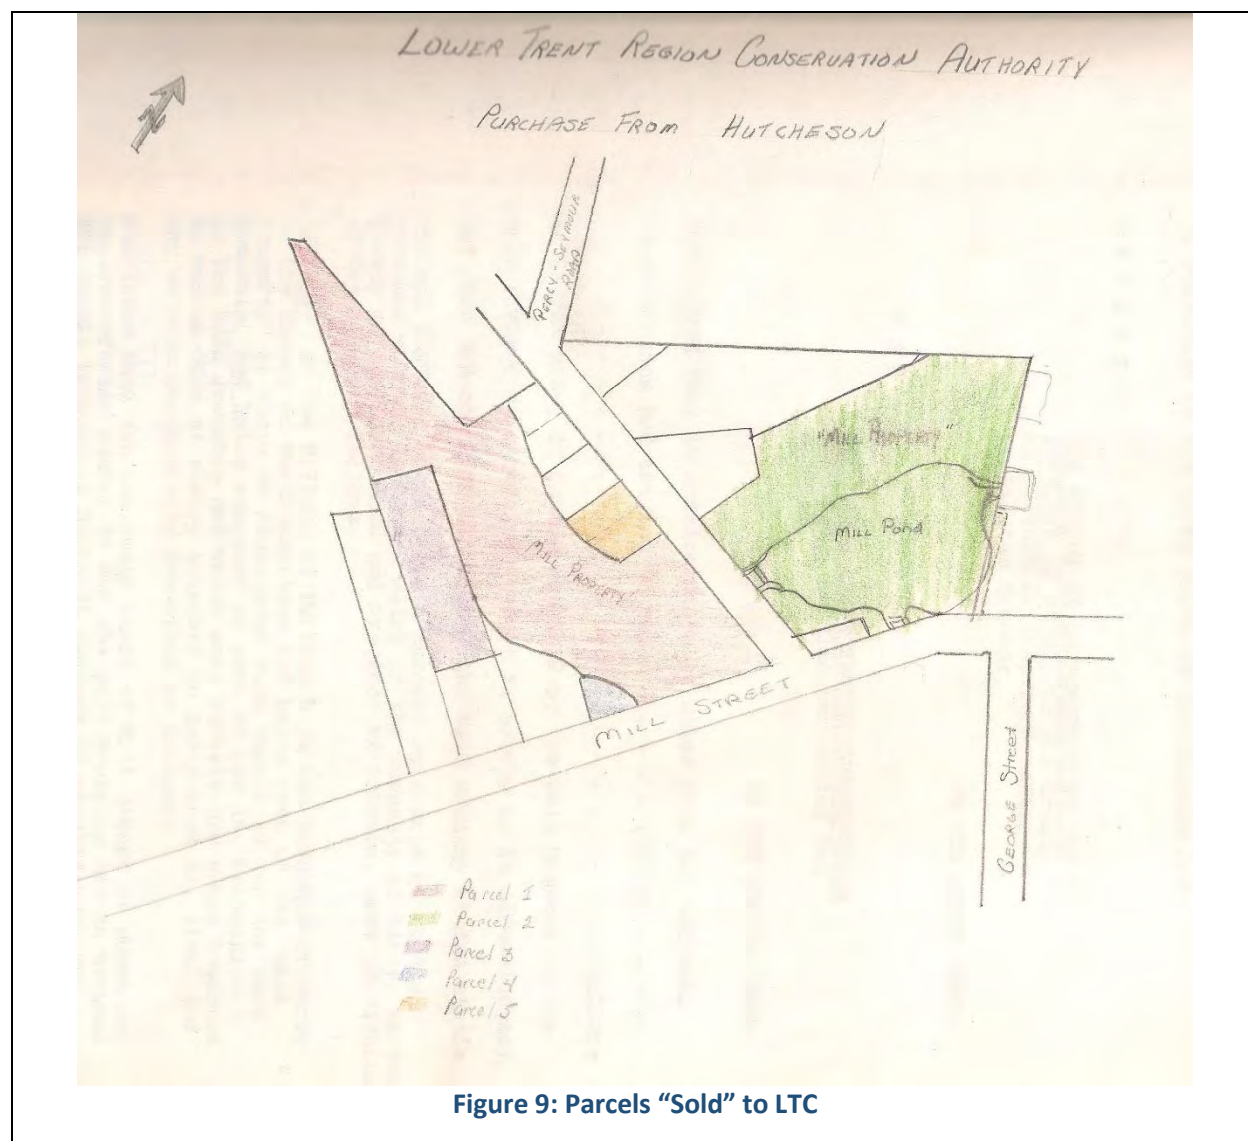 LOWER TRENT REGION CONSERVATION AUTHORITY
PURCHASE FROM HUTCHESON
N
PERCY-SEYMOUR
ROAD
"MILL PROPERTY"
MILL POND
"MILL PROPERTY"
MILL STREET
GEORGE Street
Parcel 1
Parcel 2
Parcel 3
Parcel 4
Parcel 5
Figure 9: Parcels “Sold” to LTC